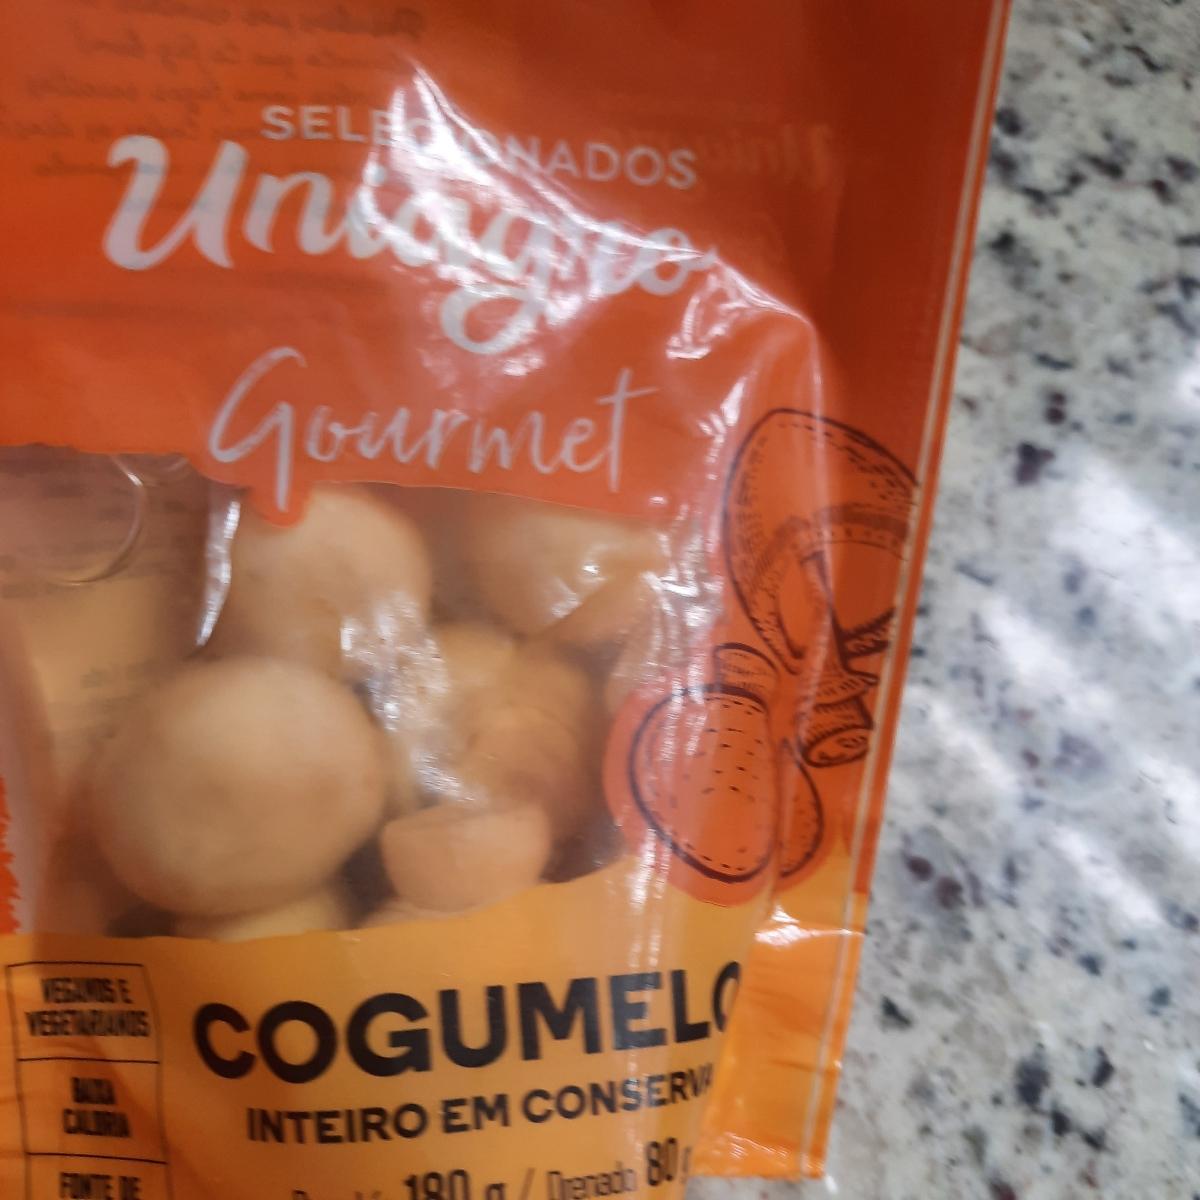 SELECIONADOS
Uniagro
Gourmet
VEGANOS E
VEGETARIANOS
BAIXA
CALORIA
FONTE DE
COGUMELO
INTEIRO EM CONSERVA
180 g / Drenado 80 g